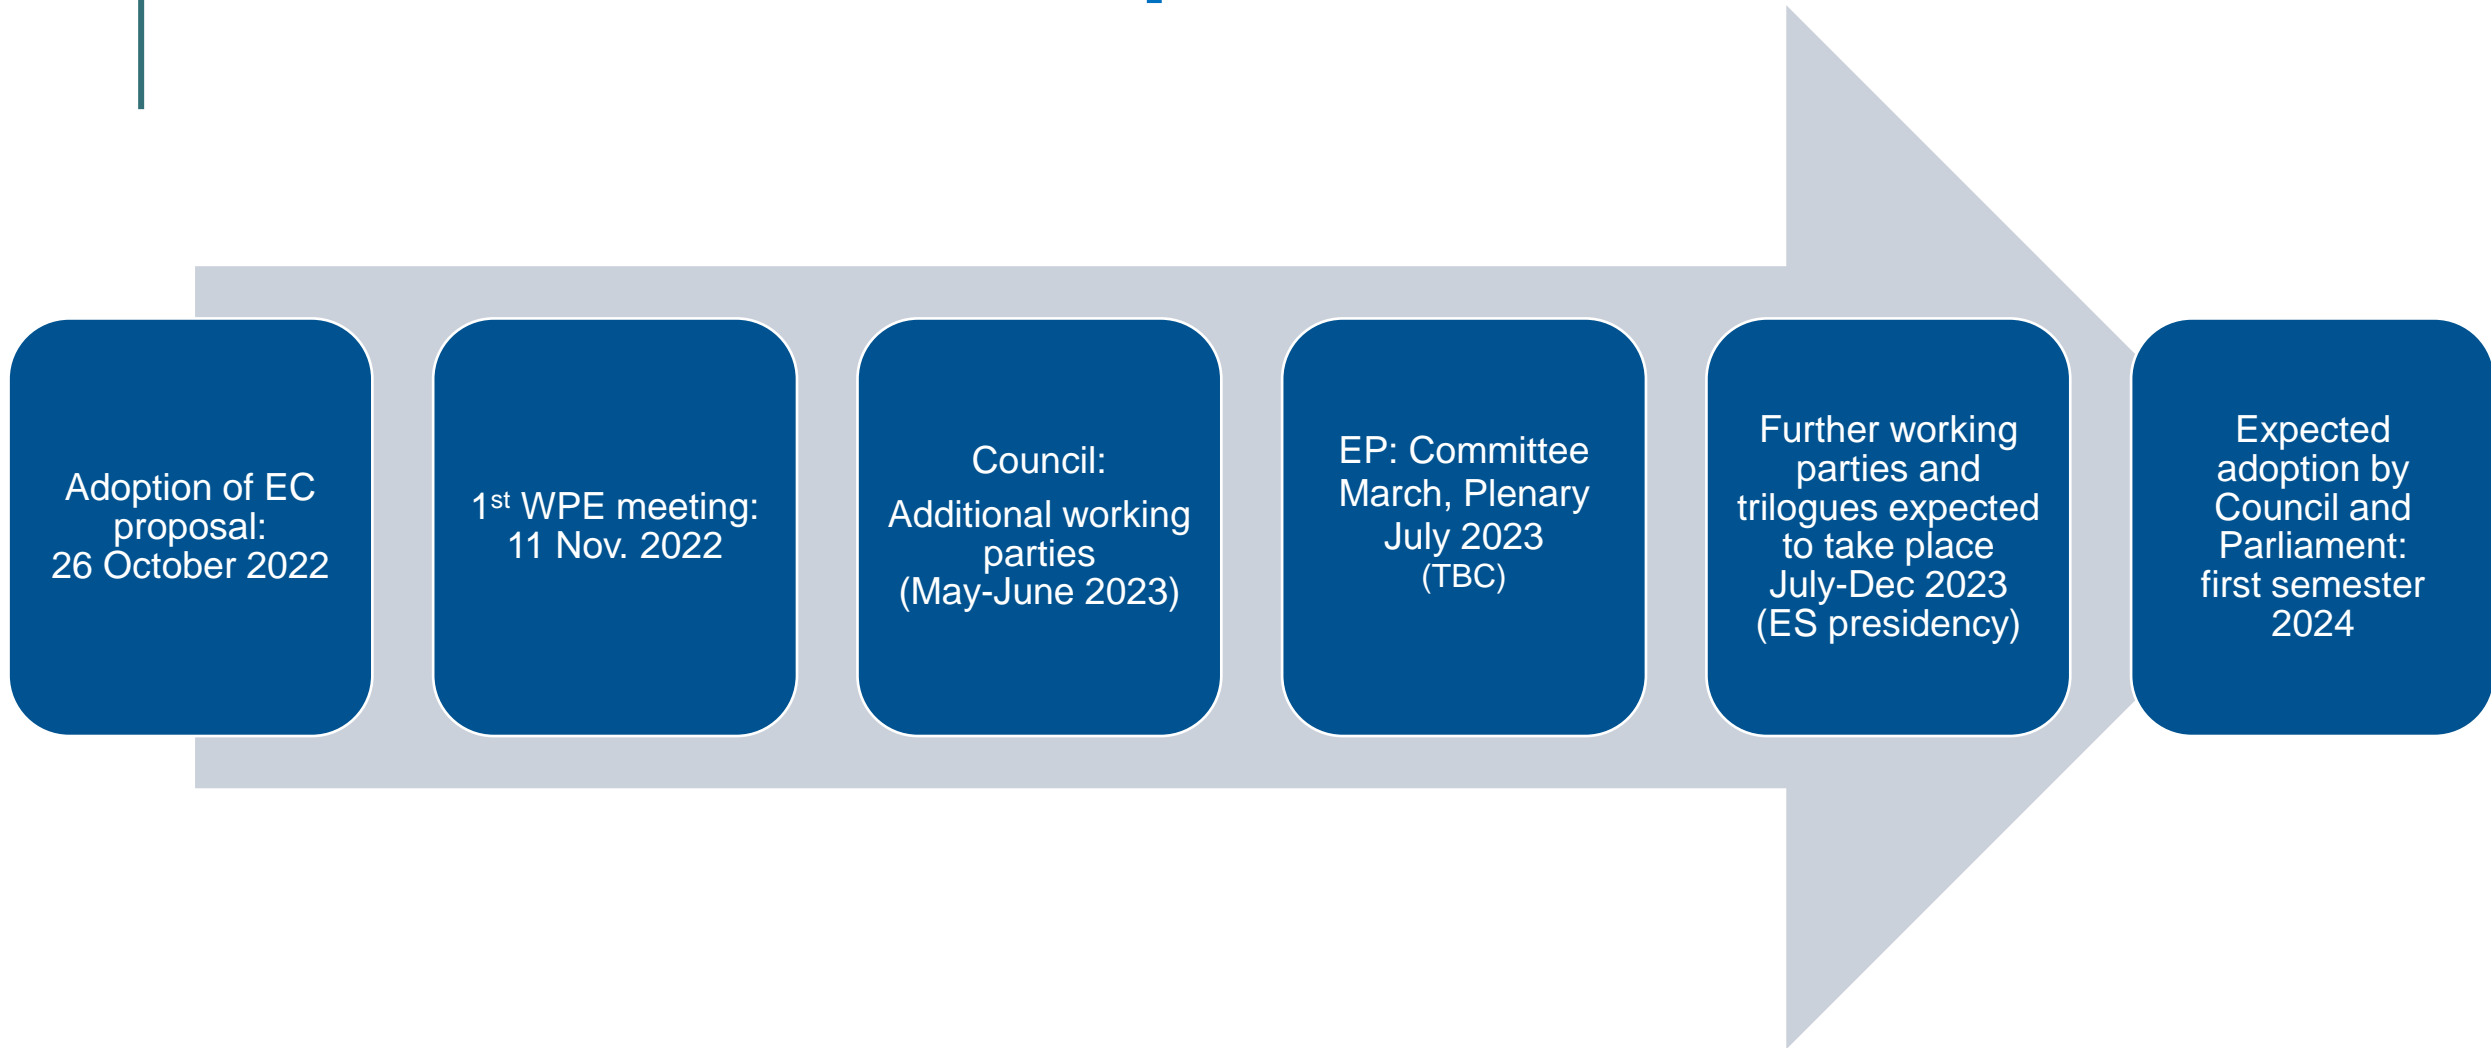 Adoption of EC
proposal:
26 October 2022
1st WPE meeting:
11 Nov. 2022
Council:
Additional working
parties
(May-June 2023)
EP: Committee
March, Plenary
July 2023
(TBC)
Further working
parties and
trilogues expected
to take place
July-Dec 2023
(ES presidency)
Expected
adoption by
Council and
Parliament:
first semester
2024